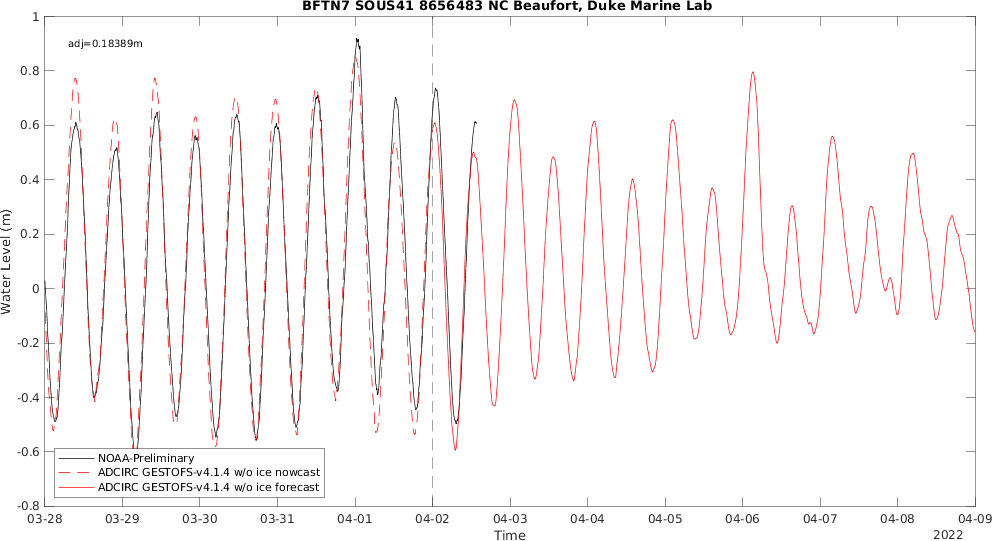 BFTN7 SOUS41 8656483 NC Beaufort, Duke Marine Lab
adj=0.18389m
1
0.8
0.6
0.4
0.2
0
-0.2
-0.4
-0.6
-0.8
Water Level (m)
NOAA-Preliminary
ADCIRC GESTOFS-v4.1.4 w/o ice nowcast
ADCIRC GESTOFS-v4.1.4 w/o ice forecast
03-28 03-29 03-30 03-31 04-01 04-02 04-03 04-04 04-05 04-06 04-07 04-08 04-09
Time
2022